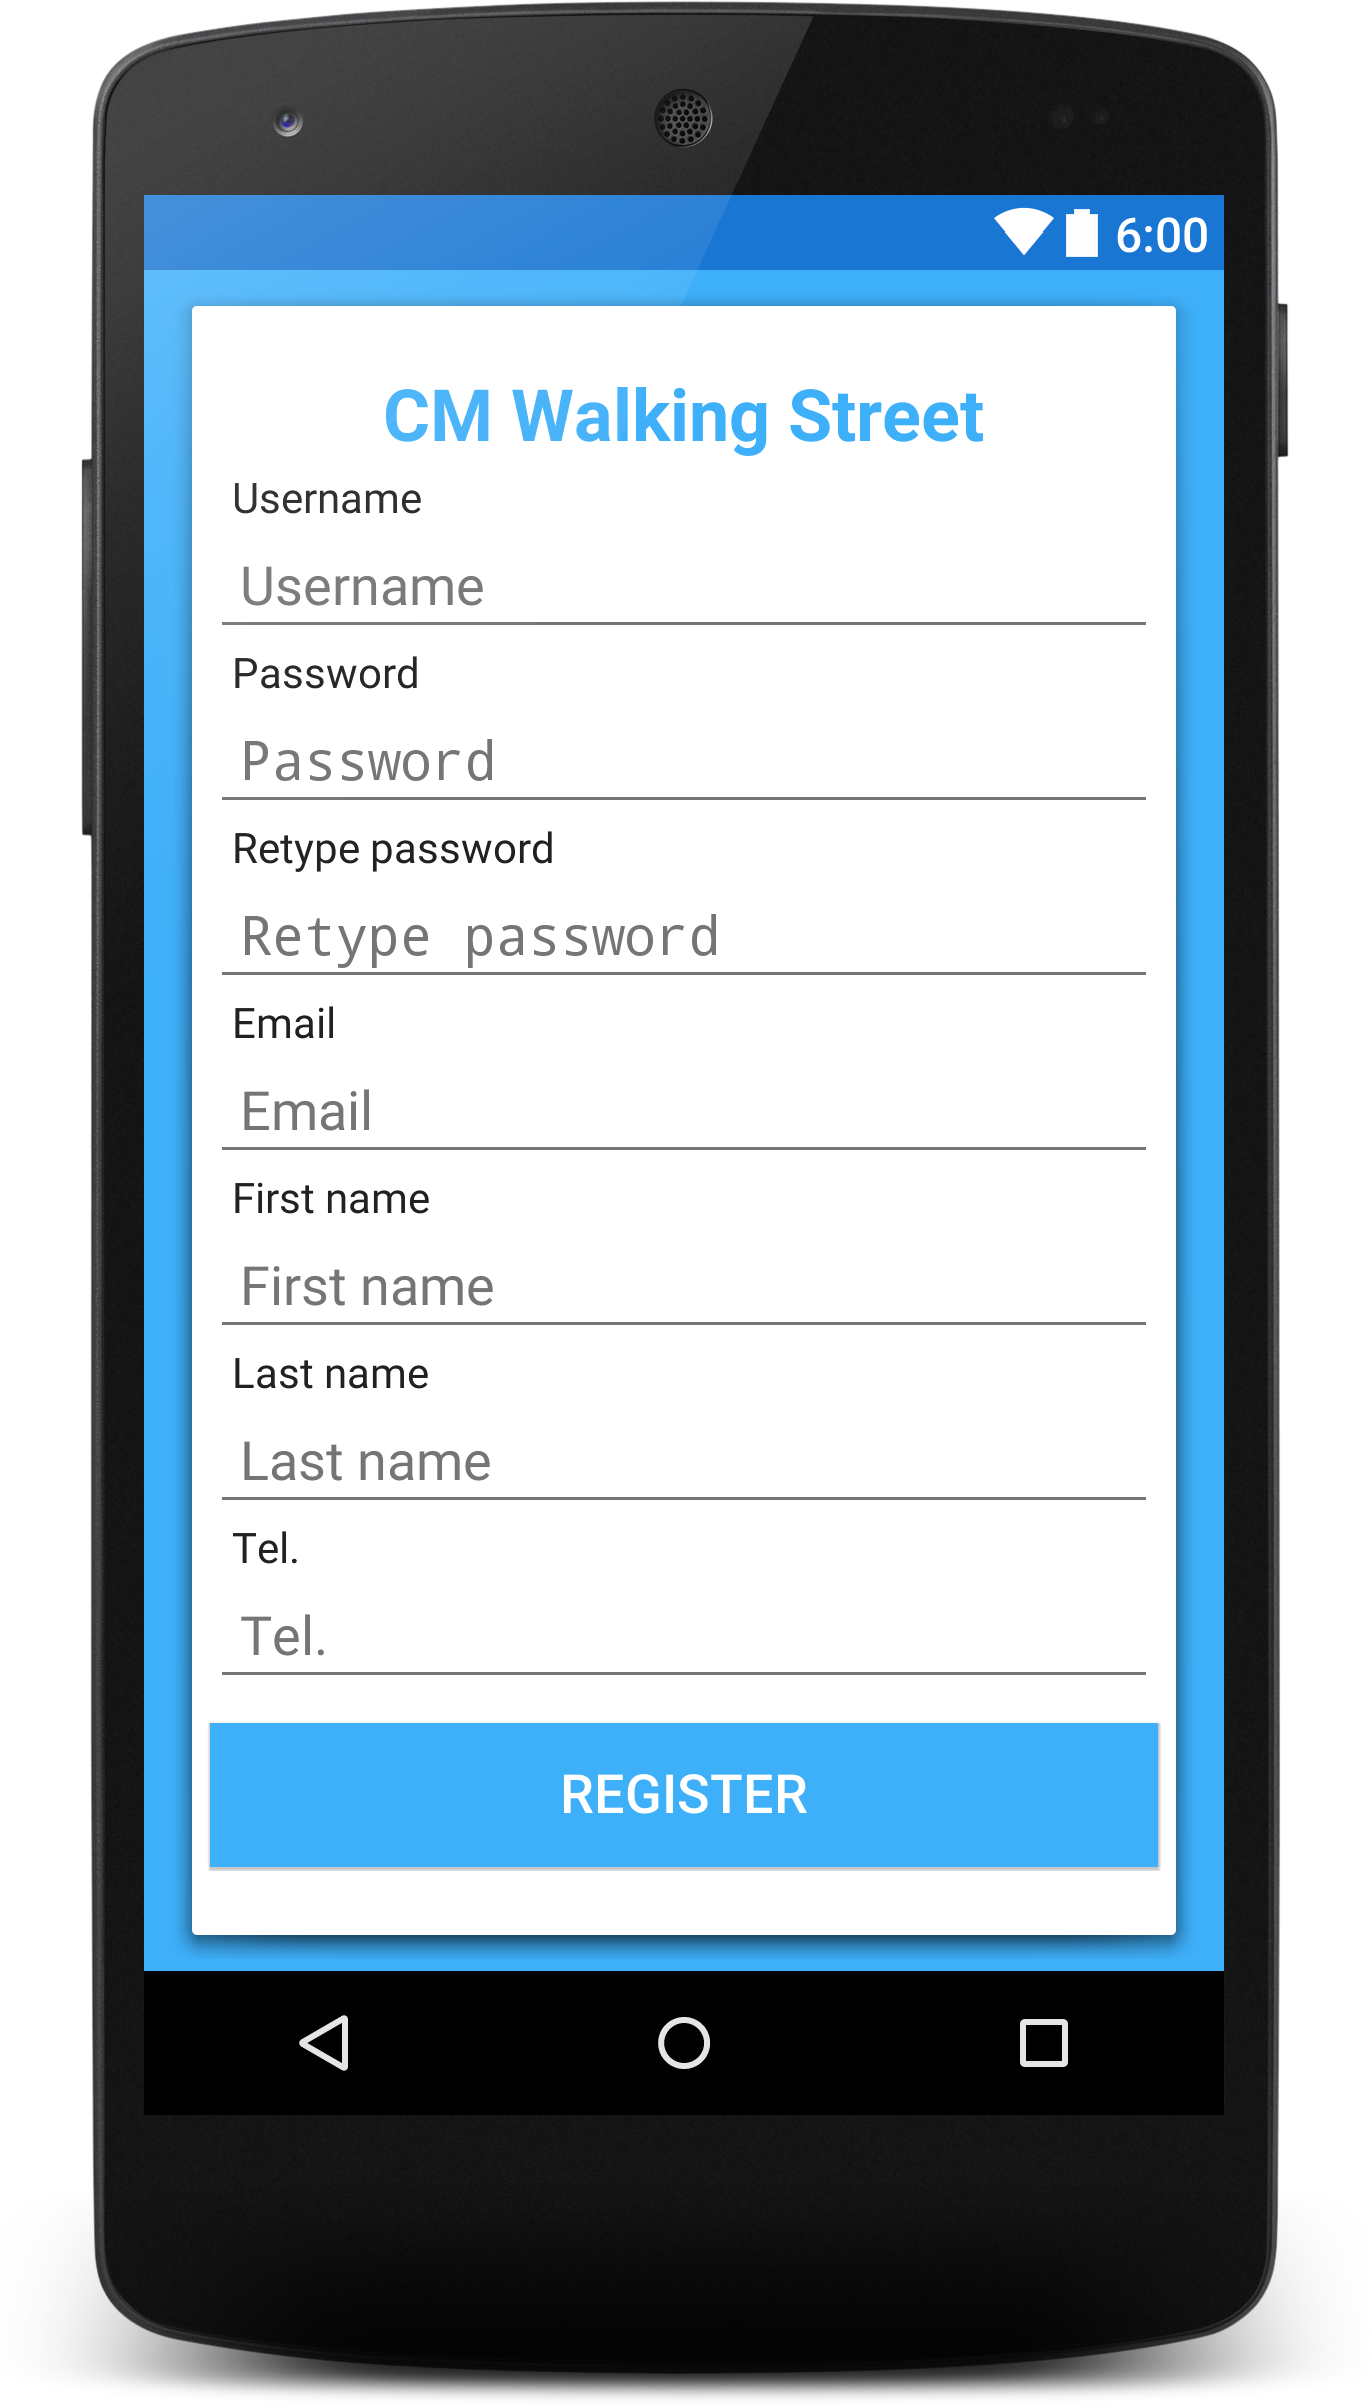 6:00
CM Walking Street
Username
Username
Password
Password
Retype password
Retype password
Email
Email
First name
First name
Last name
Last name
Tel.
Tel.
REGISTER